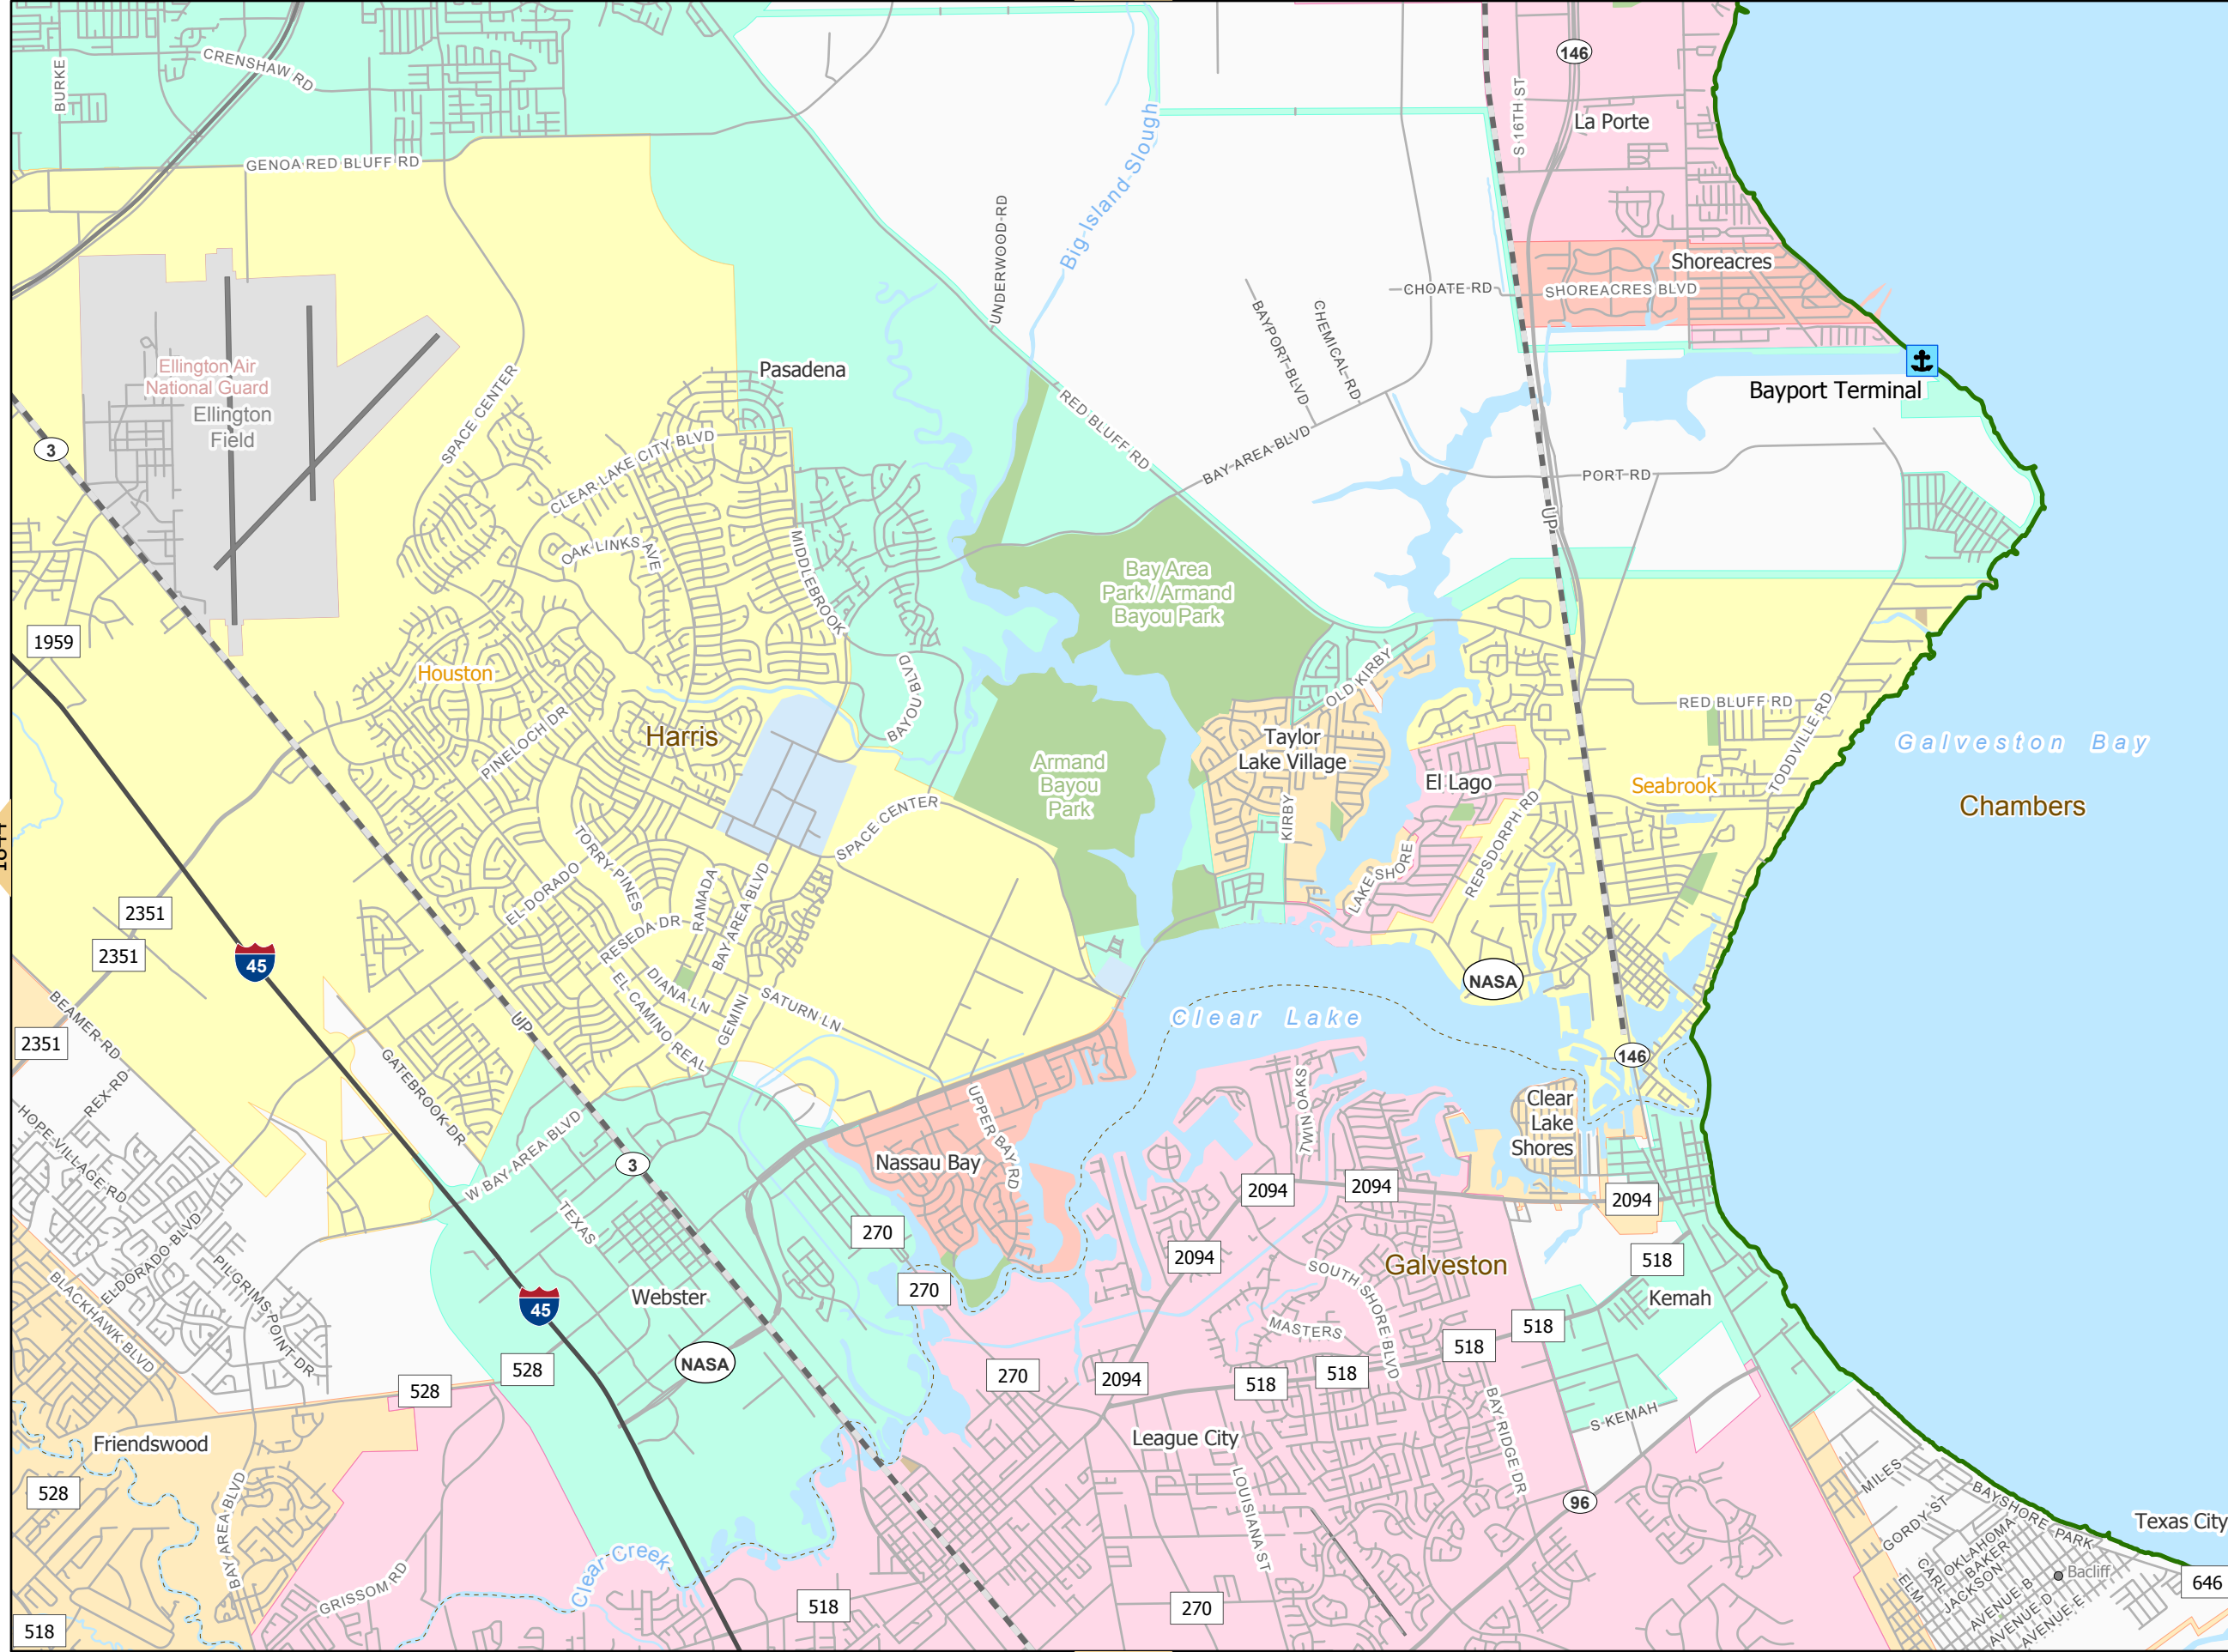 CRENSHAW RD
BURKE
GENOA RED BLUFF RD
Big Island Slough
146
S 16TH ST
La Porte
Shoreacres
SHOREACRES BLVD
CHOATE RD
UNDERWOOD RD
BAYPORT BLVD
CHEMICAL RD
Bayport Terminal
Ellington Air
National Guard
Ellington
Field
SPACE CENTER
Pasadena
RED BLUFF RD
3
CLEAR LAKE CITY BLVD
BAY AREA BLVD
PORT RD
UP
OAK LINKS AVE
MIDDLEBROOK
Bay Area
Park / Armand
Bayou Park
1959
Houston
BAYOU BLVD
OLD KIRBY
RED BLUFF RD
TODDVILLE RD
PINELOCH DR
Harris
Taylor
Lake Village
Galveston Bay
Armand
Bayou
Park
El Lago
Seabrook
Chambers
KIRBY
SPACE CENTER
TORRY PINES
EL DORADO
RAMADA
BAY AREA BLVD
LAKE SHORE
REPSDORPH RD
2351
2351
RESEDA DR
45
DIANA LN
EL CAMINO REAL
GEMINI
SATURN LN
NASA
BEAMER RD
UP
Clear Lake
2351
146
REX RD
GATEBROOK DR
HOPE VILLAGE RD
W BAY AREA BLVD
UPPER BAY RD
TWIN OAKS
Clear
Lake
Shores
3
Nassau Bay
2094
2094
2094
TEXAS
270
2094
518
ELDORADO BLVD
PILGRIMS POINT DR
BLACKHAWK BLVD
Galveston
SOUTH SHORE BLVD
270
45
Webster
Kemah
MASTERS
518
518
NASA
528
528
270
2094
518
518
BAY RIDGE DR
S KEMAH
Friendswood
League City
528
BAY AREA BLVD
LOUISIANA ST
96
MILES
GORDY ST
BAYSHORE PARK
Texas City
OKLAHOMA
BAKER
JACKSON
CARL
ELM
Bacliff
AVENUE B
AVENUE D
AVENUE E
646
Clear Creek
GRISSOM RD
518
518
270